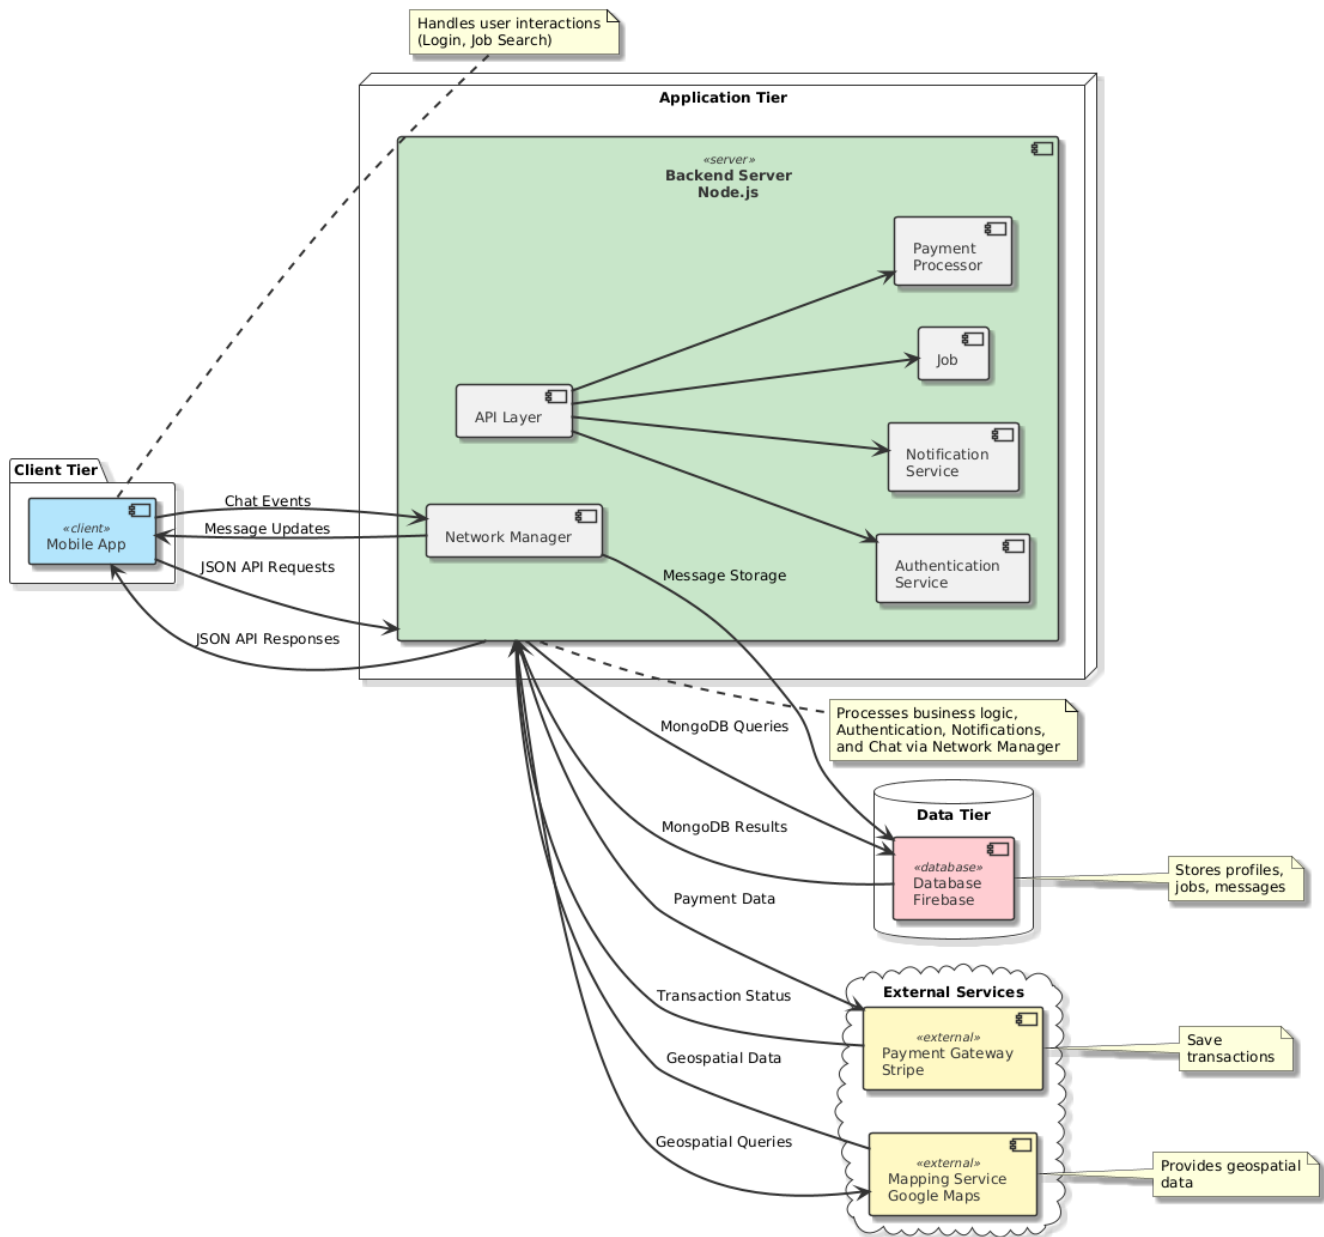 Handles user interactions
(Login, Job Search)
Application Tier
«server»
Backend Server
Node.js
Payment
Processor
Job
API Layer
Notification
Service
Client Tier
«client»
Mobile App
Chat Events
Message Updates
JSON API Requests
JSON API Responses
Network Manager
Authentication
Service
Message Storage
Processes business logic,
Authentication, Notifications,
and Chat via Network Manager
MongoDB Queries
MongoDB Results
Data Tier
«database»
Database
Firebase
Stores profiles,
jobs, messages
Payment Data
Transaction Status
Geospatial Data
Geospatial Queries
External Services
«external»
Payment Gateway
Stripe
Save
transactions
«external»
Mapping Service
Google Maps
Provides geospatial
data